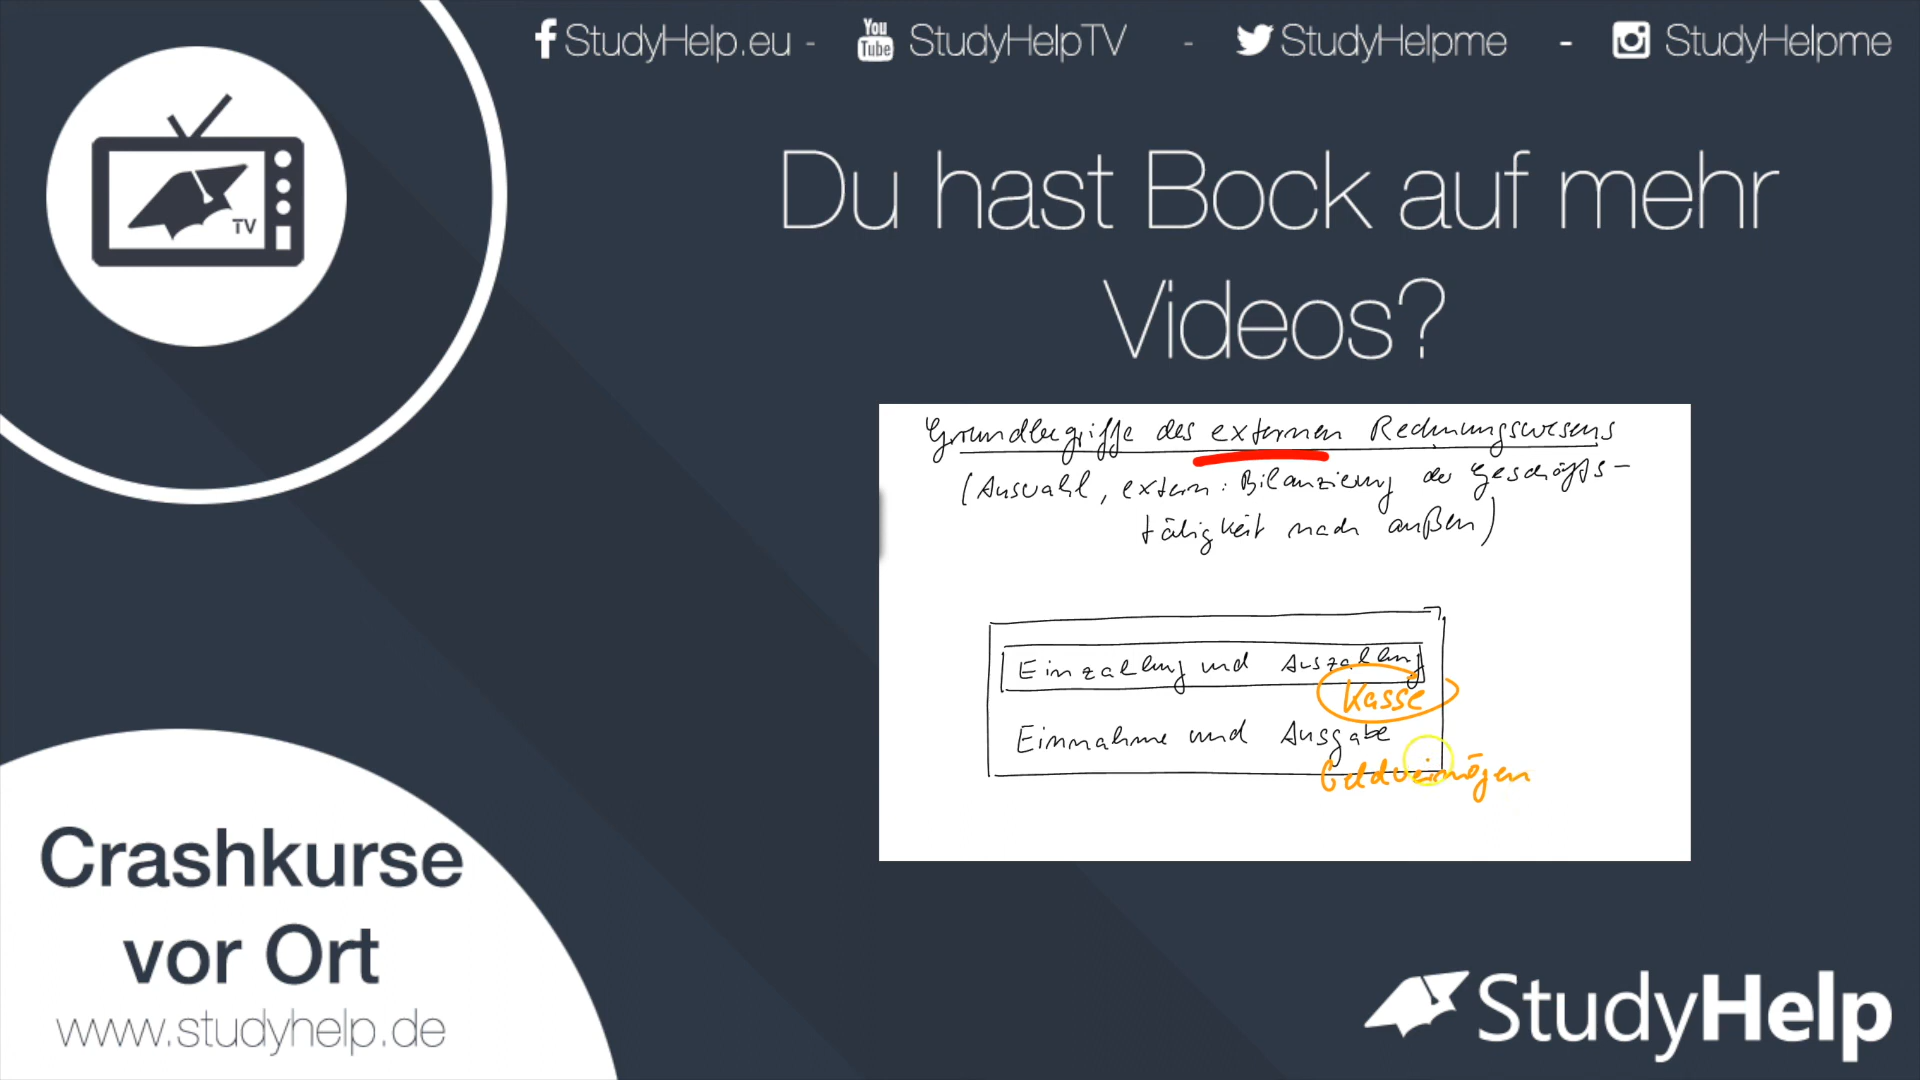 StudyHelp.eu - You Tube StudyHelpTV - StudyHelpme - StudyHelpme
TV
Du hast Bock auf mehr
Videos?
Grundbegriffe des externen Rechnungswesens
(Auswahl, extern: Bilanzierung der Geschäfts-
tätigkeit nach außen)
Einzahlung und Auszahlung
Kasse
Einnahme und Ausgabe
Geldvermögen
Crashkurse
vor Ort
www.studyhelp.de
StudyHelp